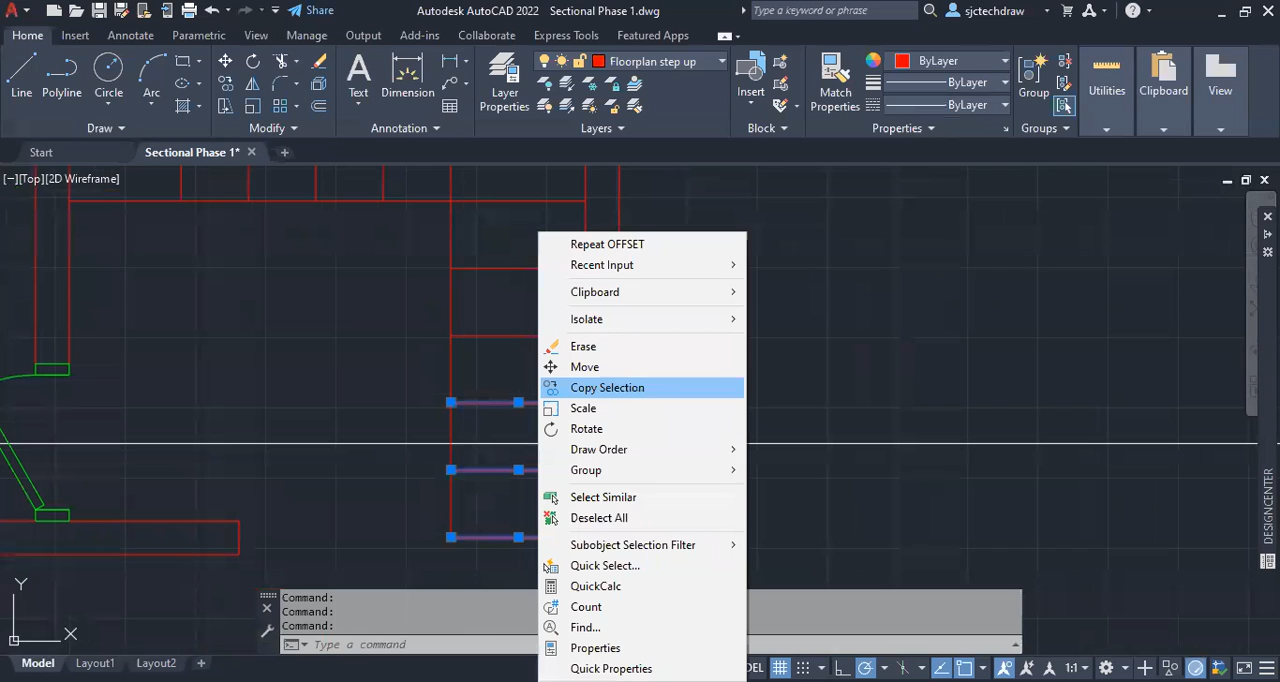 Share
Autodesk AutoCAD 2022 Sectional Phase 1.dwg
Type a keyword or phrase
sjctechdraw
Home Insert Annotate Parametric View Manage Output Add-ins Collaborate Express Tools Featured Apps
Floorplan step up
ByLayer
ByLayer
ByLayer
Line Polyline Circle Arc
Text Dimension
Layer Properties
Insert
Match Properties
Group
Utilities Clipboard View
Draw Modify Annotation Layers Block Properties Groups
Start Sectional Phase 1*
[−][Top][2D Wireframe]
Repeat OFFSET
Recent Input
Clipboard
Isolate
Erase
Move
Copy Selection
Scale
Rotate
Draw Order
Group
Select Similar
Deselect All
Subobject Selection Filter
Quick Select...
QuickCalc
Count
Find...
Properties
Quick Properties
DESIGNCENTER
Y
X
Command:
Command:
Command:
Type a command
Model Layout1 Layout2
1:1